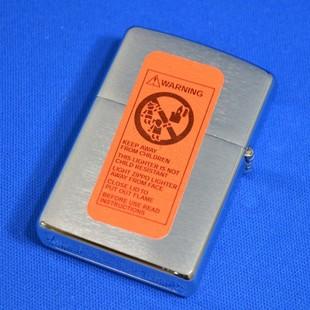 WARNING
KEEP AWAY
FROM CHILDREN
THIS LIGHTER IS NOT
CHILD RESISTANT
LIGHT ZIPPO LIGHTER
AWAY FROM FACE
CLOSE LID TO
PUT OUT FLAME
BEFORE USE READ
INSTRUCTIONS